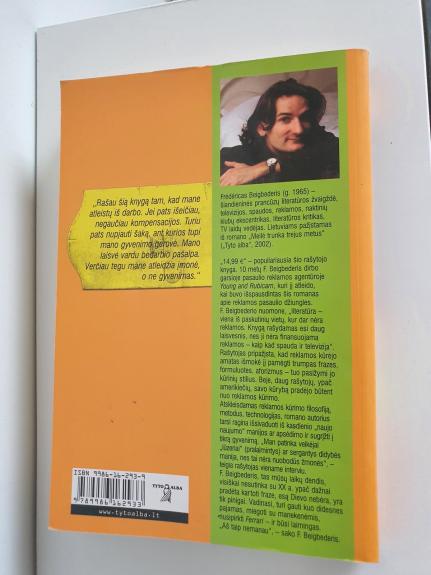 „Rašau šią knygą tam, kad mane
atleistų iš darbo. Jei pats išeičiau,
negaučiau kompensacijos. Turiu
pats nupjauti šaką, ant kurios tupi
mano gyvenimo gerovė. Mano
laisvė vardu bedarbio pašalpa.
Verčiau tegu mane atleidžia įmonė,
o ne gyvenimas.“
ISBN 9986-16-293-9
9 789986 162933
TYTO ALBA
www.tytoalba.lt
Frédéricas Beigbederis (g. 1965) –
šiandieninės prancūzų literatūros žvaigždė,
televizijos, spaudos, reklamos, naktinių
klubų ekscentrikas, literatūros kritikas,
TV laidų vedėjas. Lietuviams pažįstamas
iš romano „Meilė trunka trejus metus“
(„Tyto alba“, 2002).
„14,99 €“ – populiariausia šio rašytojo
knyga. 10 metų F. Beigbederis dirbo
garsioje pasaulio reklamos agentūroje
Young and Rubicam, kuri jį atleido,
kai buvo išspausdintas šis romanas
apie reklamos pasaulio džiungles.
F. Beigbederio nuomone, „literatūra –
viena iš paskutinių vietų, kur dar nėra
reklamos. Knygą rašydamas esi daug
laisvesnis, nes ji nėra finansuojama
reklamos – kaip kad spauda ir televizija“.
Rašytojas pripažįsta, kad reklamos kūrėjo
amatas išmokė jį pamėgti trumpas frazes,
formuluotes, aforizmus – tuo pasižymi jo
kūrinių stilius. Beje, daug rašytojų, ypač
amerikiečių, savo kūrybą pradėjo būtent
nuo reklamos kūrimo.
Atskleisdamas reklamos kūrimo filosofiją,
metodus, technologijas, romano autorius
tarsi ragina išsivaduoti iš kasdienio „naujo
naujumo“ manijos ar apsėdimo ir sugrįžti į
tikrą gyvenimą. „Man patinka veikėjai
„lūzeriai“ (pralaimintys) ar sergantys didybės
manija, nes tai nėra nuobodūs žmonės“, –
teigia rašytojas viename interviu.
F. Beigbederis, tas mūsų laikų dendis,
visiškai nesutinka su XX a. ypač dažnai
pradėta kartoti fraze, esą Dievo nebėra, yra
tik pinigai. Vadinasi, turi gauti kuo didesnes
pajamas, miegoti su manekenėmis,
nusipirkti Ferrari – ir būsi laimingas.
„Aš taip nemanau“, – sako F. Beigbederis.